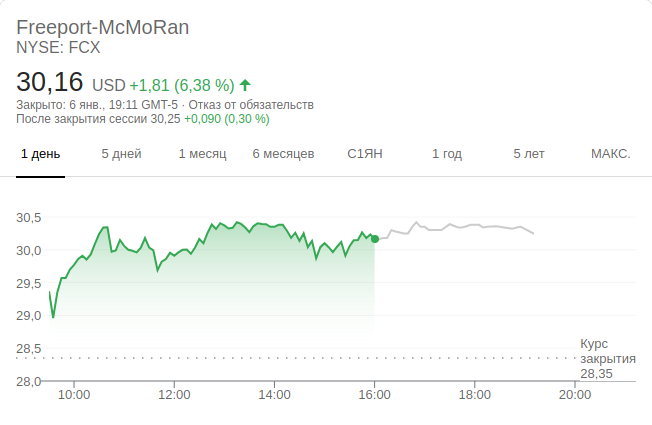 Freeport-McMoRan
NYSE: FCX
30,16 USD +1,81 (6,38 %)
Закрыто: 6 янв., 19:11 GMT-5 · Отказ от обязательств
После закрытия сессии 30,25 +0,090 (0,30 %)
1 день 5 дней 1 месяц 6 месяцев С1ЯН 1 год 5 лет МАКС.
30,5
30,0
29,5
29,0
28,5
28,0
Курс
закрытия
28,35
10:00 12:00 14:00 16:00 18:00 20:00